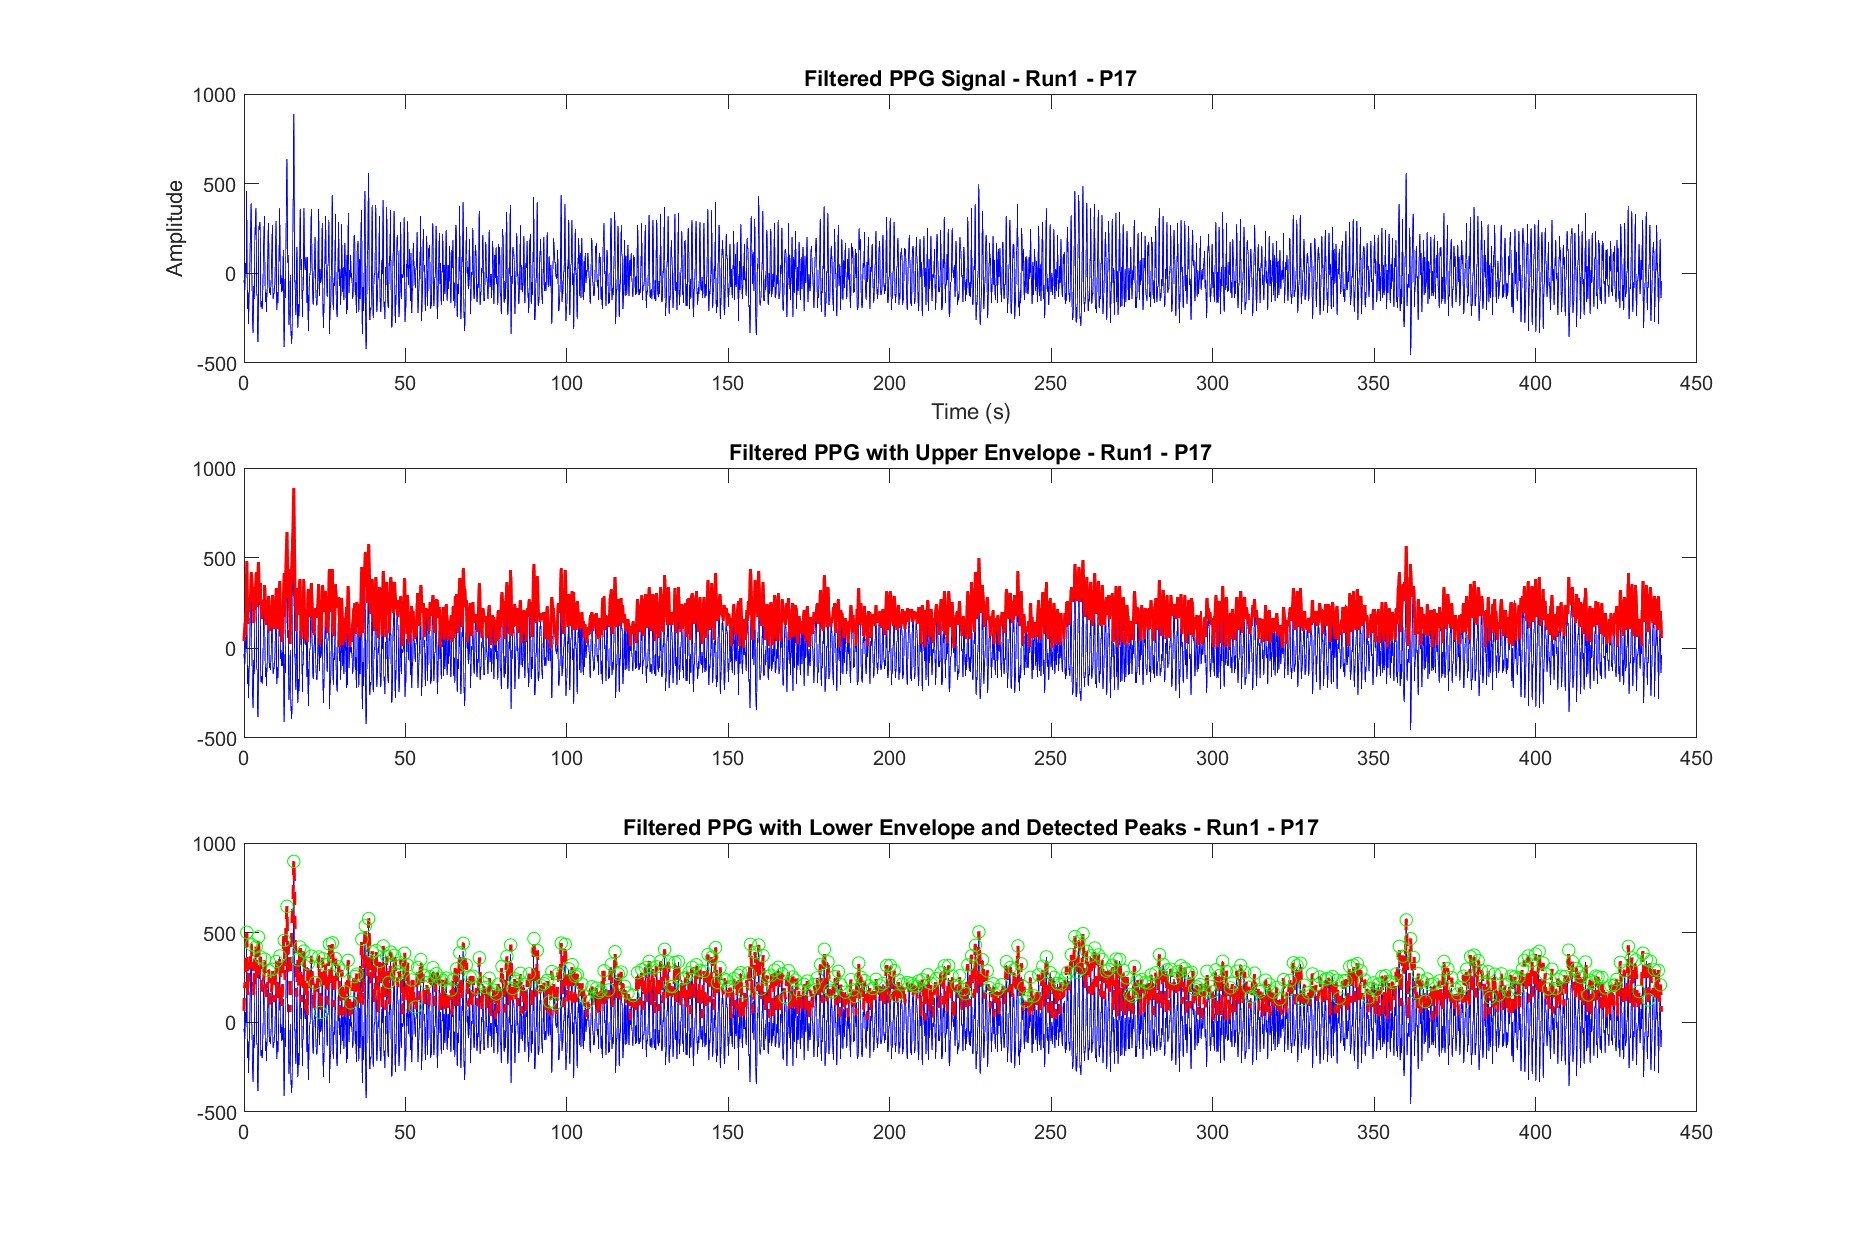 Filtered PPG Signal - Run1 - P17
1000
500
0
-500
Amplitude
0 50 100 150 200 250 300 350 400 450
Time (s)
Filtered PPG with Upper Envelope - Run1 - P17
1000
500
0
-500
0 50 100 150 200 250 300 350 400 450
Filtered PPG with Lower Envelope and Detected Peaks - Run1 - P17
1000
500
0
-500
0 50 100 150 200 250 300 350 400 450